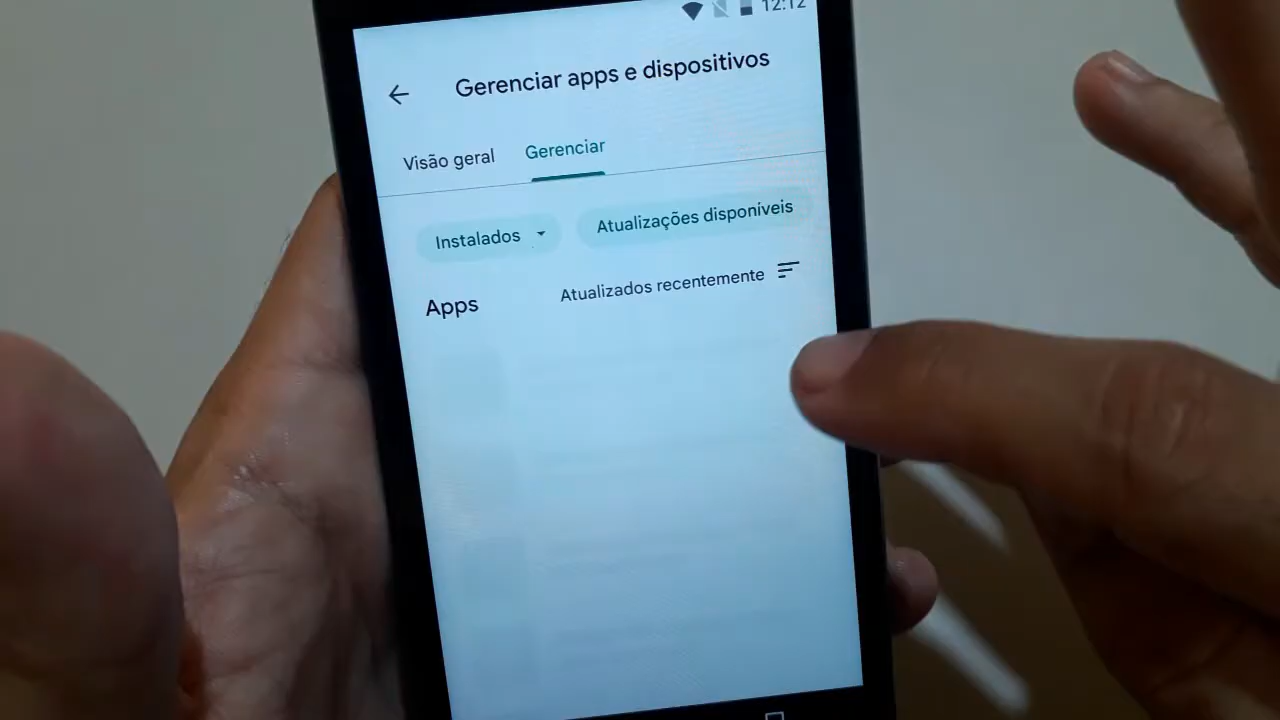 12:12
Gerenciar apps e dispositivos
Visão geral
Gerenciar
Instalados
Atualizações disponíveis
Apps
Atualizados recentemente